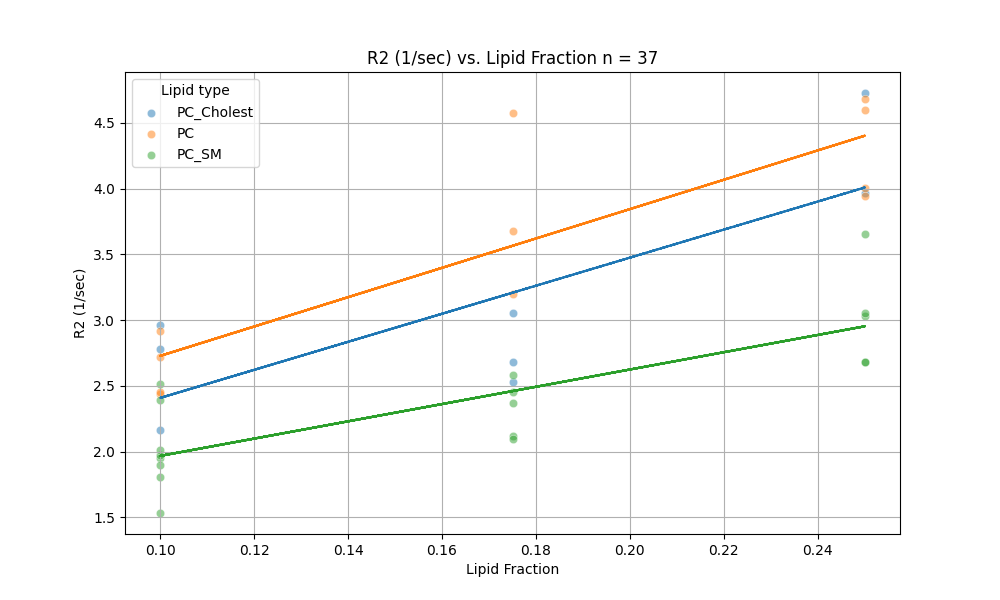 R2 (1/sec) vs. Lipid Fraction n = 37
Lipid type
PC_Cholest
PC
PC_SM
4.5
4.0
3.5
3.0
2.5
2.0
1.5
R2 (1/sec)
0.10 0.12 0.14 0.16 0.18 0.20 0.22 0.24
Lipid Fraction